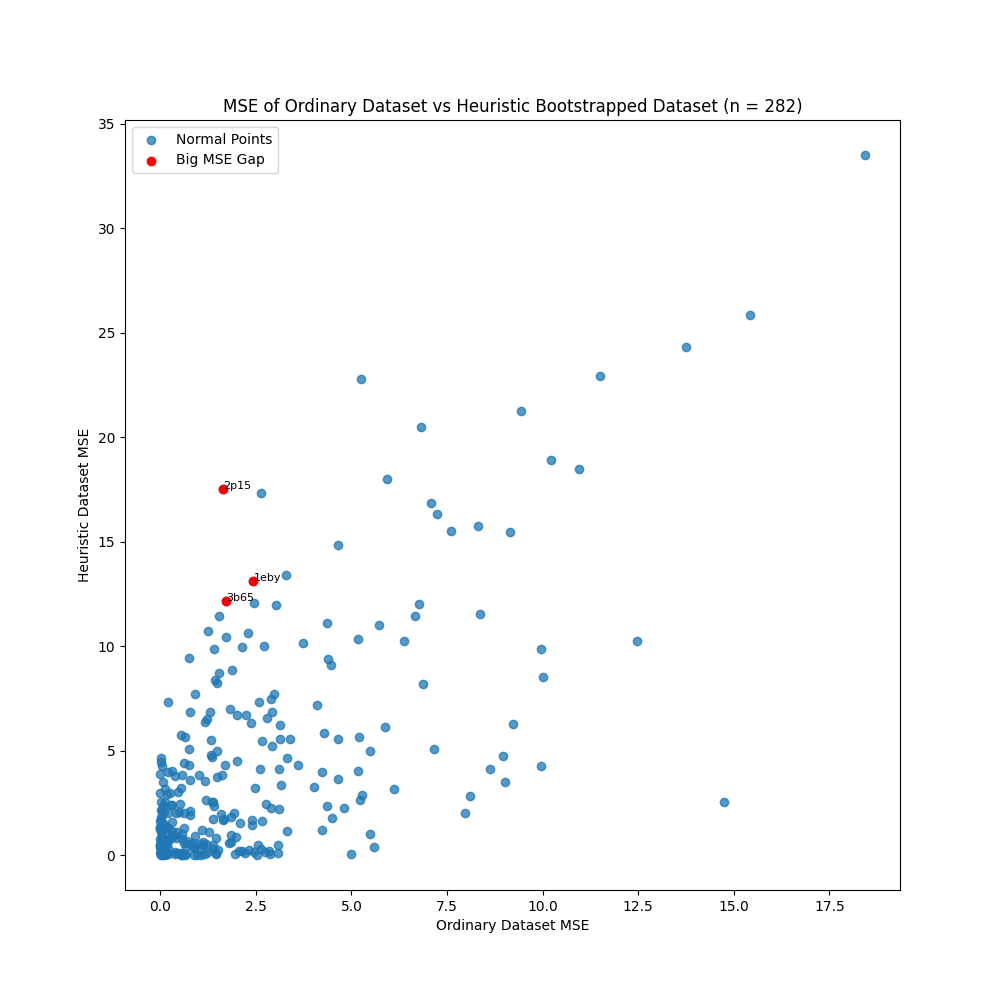 MSE of Ordinary Dataset vs Heuristic Bootstrapped Dataset (n = 282)
35
Normal Points
Big MSE Gap
30
25
20
2p15
15
1eby
3b65
10
5
0
Heuristic Dataset MSE
0.0 2.5 5.0 7.5 10.0 12.5 15.0 17.5
Ordinary Dataset MSE